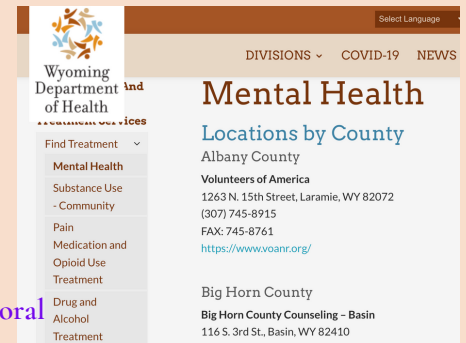 Select Language
Wyoming
Department
of Health
DIVISIONS
COVID-19
NEWS
And
Treatment Services
Find Treatment
Mental Health
Substance Use
- Community
Pain
Medication and
Opioid Use
Treatment
Drug and
Alcohol
Treatment
oral
Mental Health
Locations by County
Albany County
Volunteers of America
1263 N. 15th Street, Laramie, WY 82072
(307) 745-8915
FAX: 745-8761
https://www.voanr.org/
Big Horn County
Big Horn County Counseling – Basin
116 S. 3rd St., Basin, WY 82410